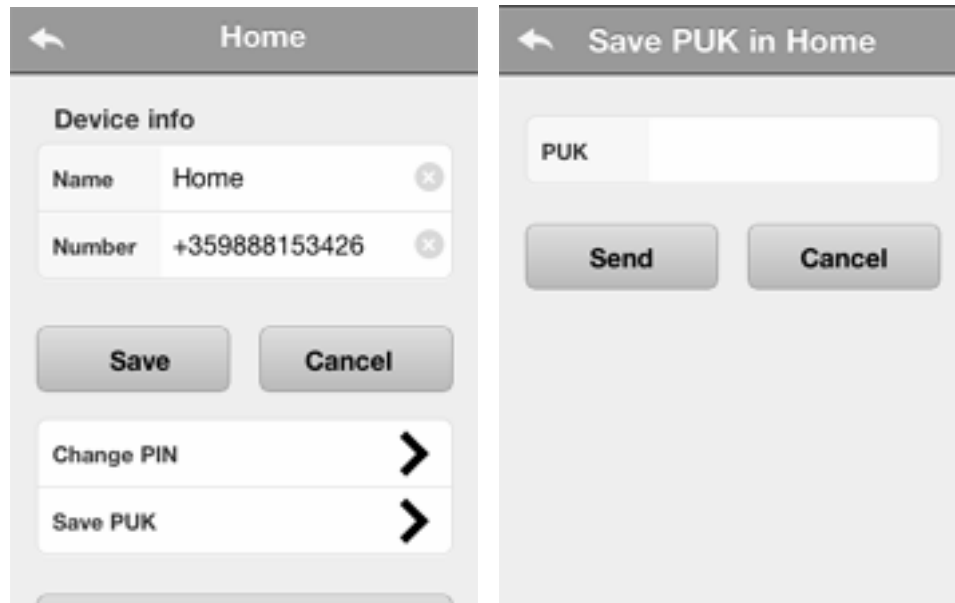 Home
Device info
Name Home
Number +359888153426
Save Cancel
Change PIN
Save PUK
Save PUK in Home
PUK
Send Cancel